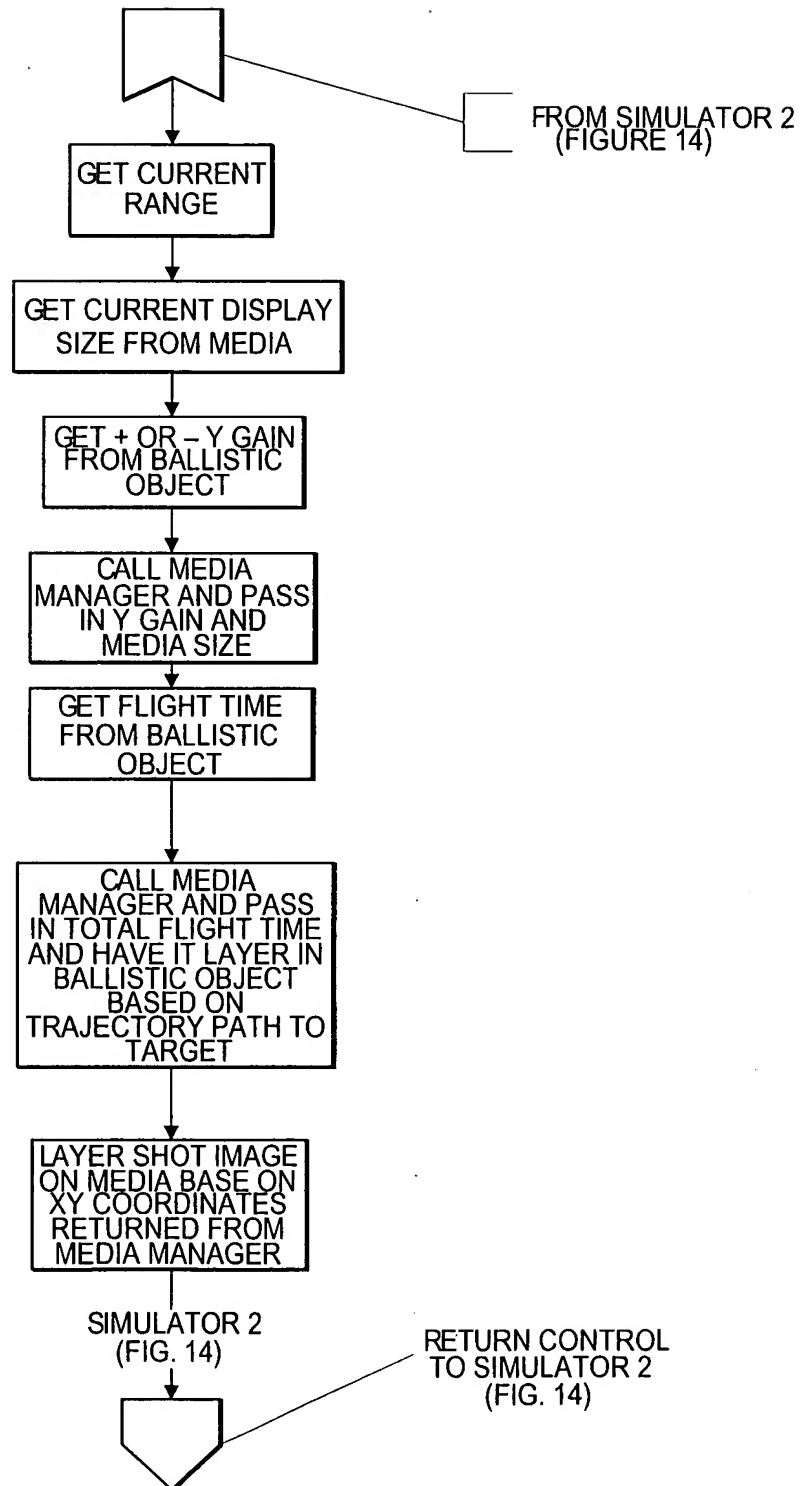 FROM SIMULATOR 2
(FIGURE 14)
GET CURRENT
RANGE
GET CURRENT DISPLAY
SIZE FROM MEDIA
GET + OR – Y GAIN
FROM BALLISTIC
OBJECT
CALL MEDIA
MANAGER AND PASS
IN Y GAIN AND
MEDIA SIZE
GET FLIGHT TIME
FROM BALLISTIC
OBJECT
CALL MEDIA
MANAGER AND PASS
IN TOTAL FLIGHT TIME
AND HAVE IT LAYER IN
BALLISTIC OBJECT
BASED ON
TRAJECTORY PATH TO
TARGET
LAYER SHOT IMAGE
ON MEDIA BASE ON
XY COORDINATES
RETURNED FROM
MEDIA MANAGER
SIMULATOR 2
(FIG. 14)
RETURN CONTROL
TO SIMULATOR 2
(FIG. 14)